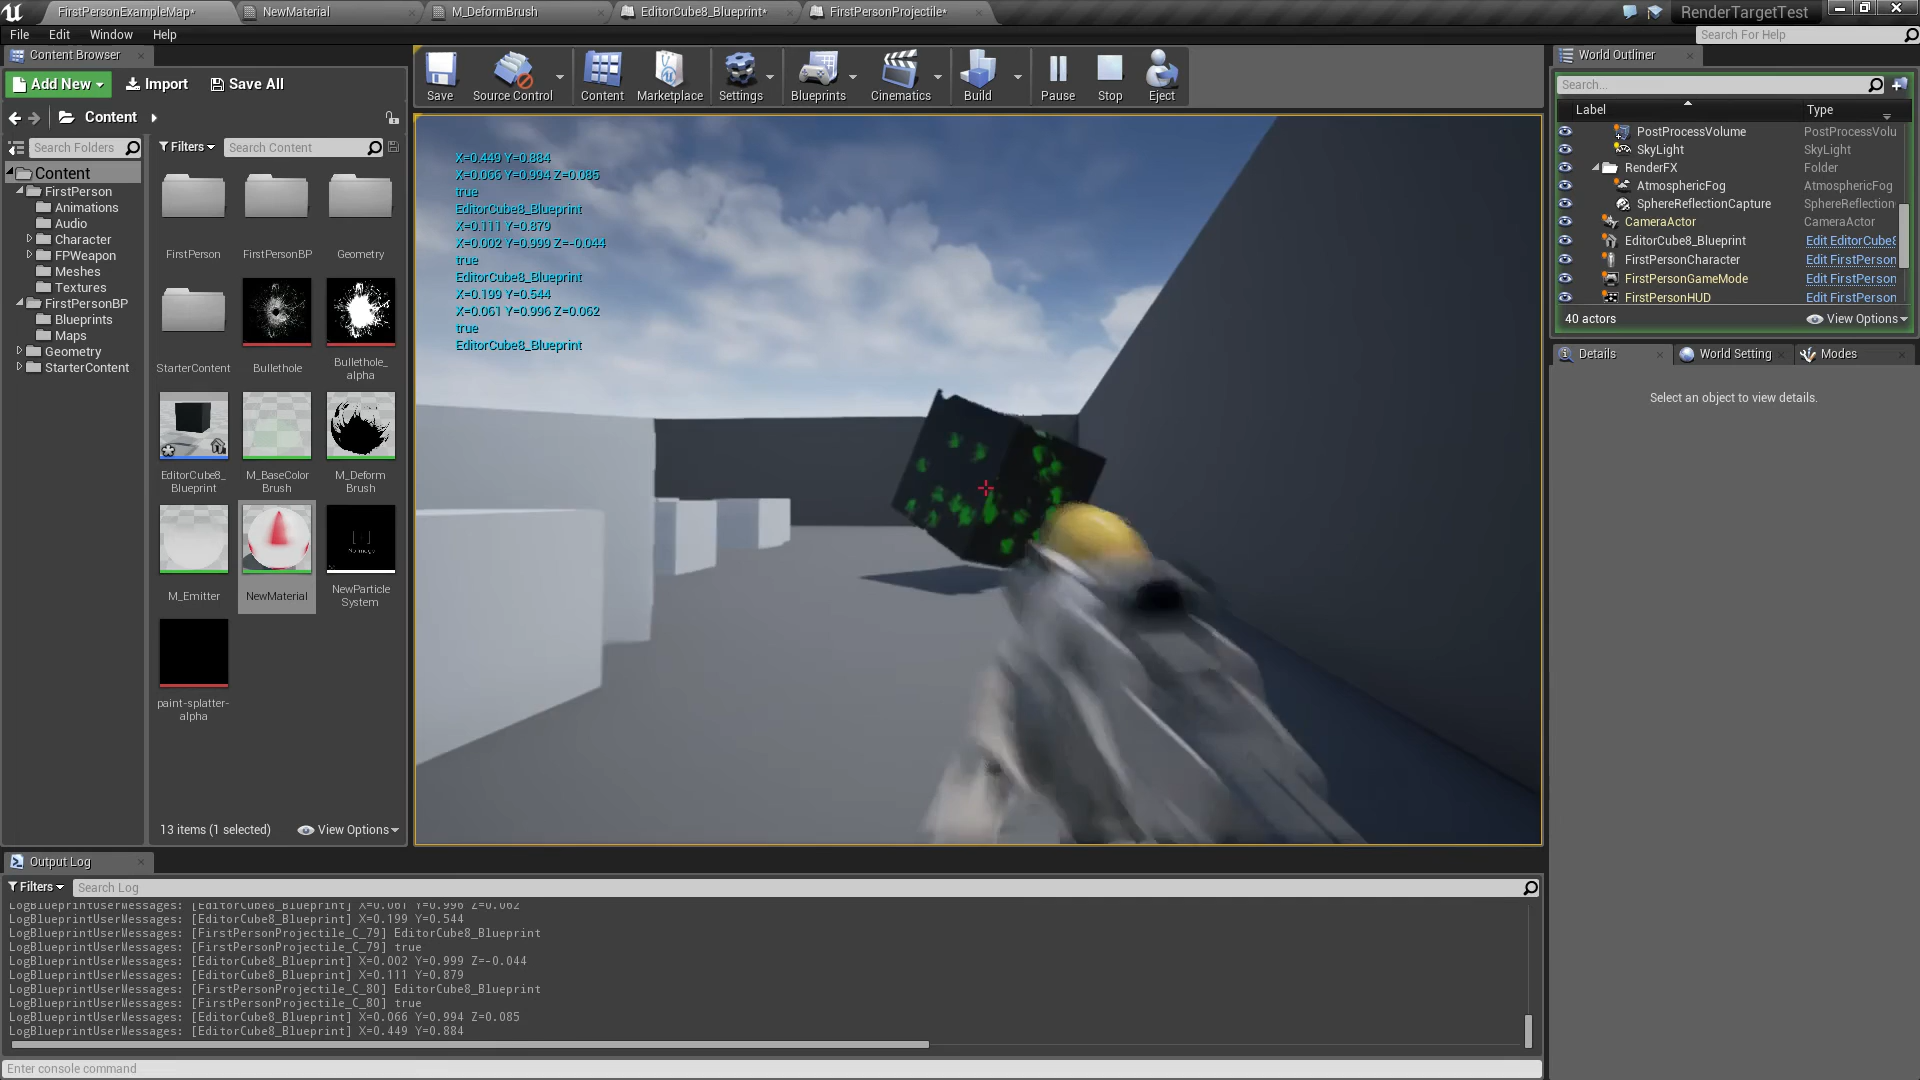 FirstPersonExampleMap*
NewMaterial
M_DeformBrush
EditorCube8_Blueprint*
FirstPersonProjectile*
RenderTargetTest
File
Edit
Window
Help
Search For Help
Content Browser
Add New
Import
Save All
Content
Search Folders
Filters
Search Content
Content
FirstPerson
Animations
Audio
Character
FPWeapon
Meshes
Textures
FirstPersonBP
Blueprints
Maps
Geometry
StarterContent
FirstPerson
FirstPersonBP
Geometry
StarterContent
Bullethole
Bullethole_
alpha
EditorCube8_
Blueprint
M_BaseColor
Brush
M_Deform
Brush
M_Emitter
NewMaterial
NewParticle
System
paint-splatter-
alpha
13 items (1 selected)
View Options
Save
Source Control
Content
Marketplace
Settings
Blueprints
Cinematics
Build
Pause
Stop
Eject
X=0.449 Y=0.884
X=0.066 Y=0.994 Z=0.085
true
EditorCube8_Blueprint
X=0.111 Y=0.879
X=0.002 Y=0.999 Z=-0.044
true
EditorCube8_Blueprint
X=0.199 Y=0.544
X=0.061 Y=0.996 Z=0.062
true
EditorCube8_Blueprint
World Outliner
Search...
Label
Type
PostProcessVolume PostProcessVolu
SkyLight SkyLight
RenderFX Folder
AtmosphericFog AtmosphericFog
SphereReflectionCapture SphereReflection
CameraActor CameraActor
EditorCube8_Blueprint Edit EditorCube8
FirstPersonCharacter Edit FirstPerson
FirstPersonGameMode Edit FirstPerson
FirstPersonHUD Edit FirstPerson
40 actors
View Options
Details
World Setting
Modes
Select an object to view details.
Output Log
Filters
Search Log
LogBlueprintUserMessages: [EditorCube8_Blueprint] X=0.061 Y=0.996 Z=0.062
LogBlueprintUserMessages: [EditorCube8_Blueprint] X=0.199 Y=0.544
LogBlueprintUserMessages: [FirstPersonProjectile_C_79] EditorCube8_Blueprint
LogBlueprintUserMessages: [FirstPersonProjectile_C_79] true
LogBlueprintUserMessages: [EditorCube8_Blueprint] X=0.002 Y=0.999 Z=-0.044
LogBlueprintUserMessages: [EditorCube8_Blueprint] X=0.111 Y=0.879
LogBlueprintUserMessages: [FirstPersonProjectile_C_80] EditorCube8_Blueprint
LogBlueprintUserMessages: [FirstPersonProjectile_C_80] true
LogBlueprintUserMessages: [EditorCube8_Blueprint] X=0.066 Y=0.994 Z=0.085
LogBlueprintUserMessages: [EditorCube8_Blueprint] X=0.449 Y=0.884
Enter console command